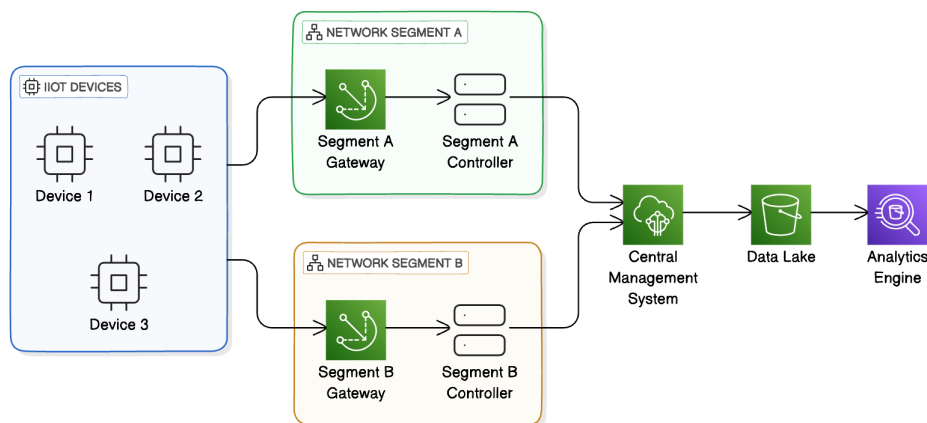 IIOT DEVICES
Device 1
Device 2
Device 3
NETWORK SEGMENT A
Segment A
Gateway
Segment A
Controller
NETWORK SEGMENT B
Segment B
Gateway
Segment B
Controller
Central
Management
System
Data Lake
Analytics
Engine